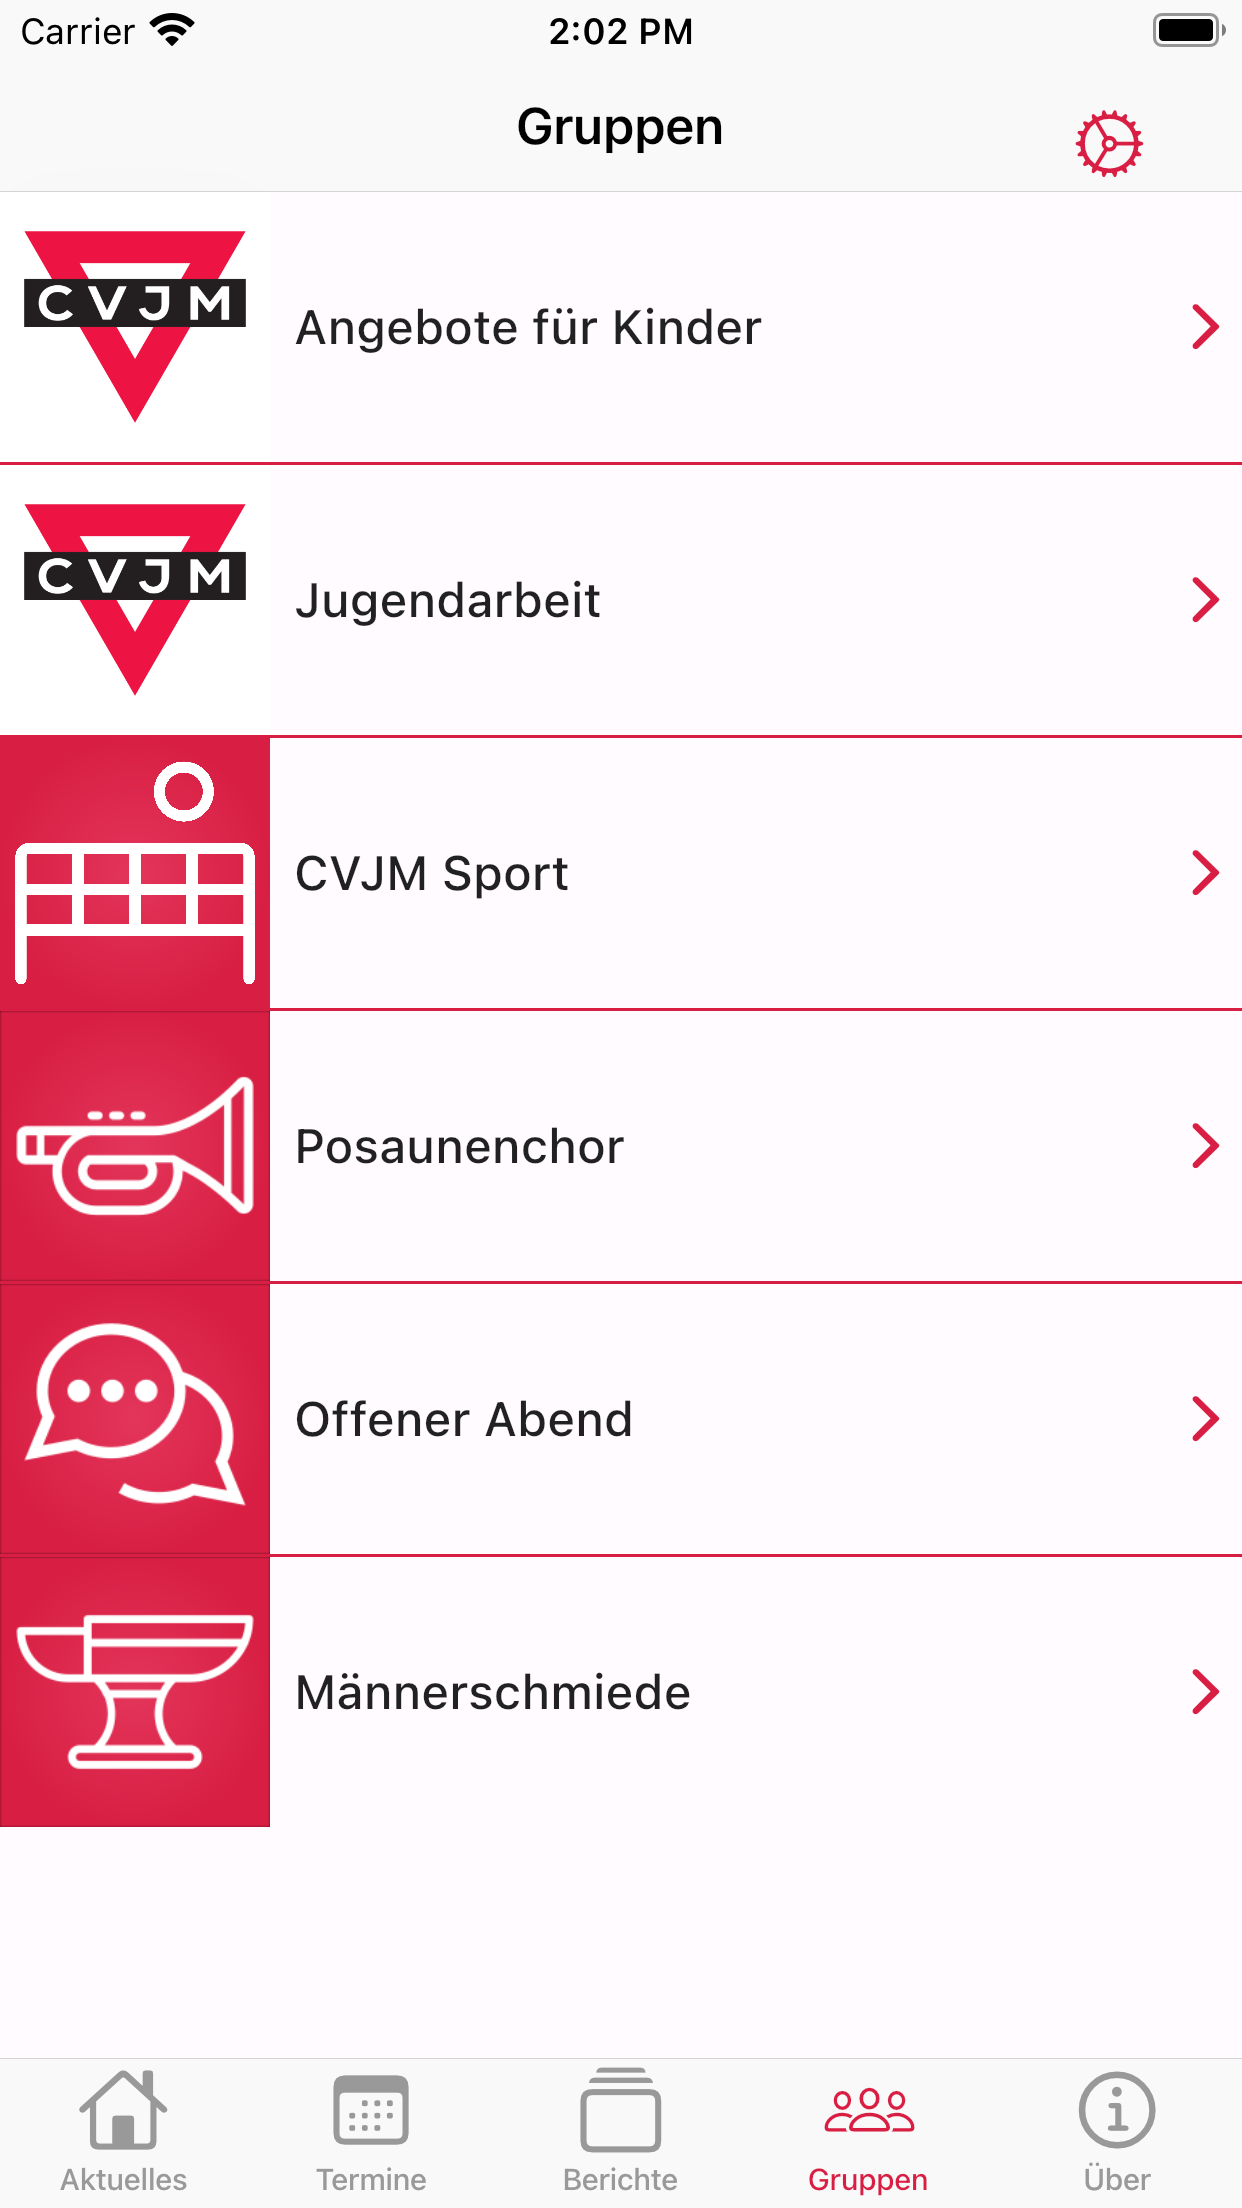 Carrier
2:02 PM
Gruppen
CVJM
Angebote für Kinder
CVJM
Jugendarbeit
CVJM Sport
Posaunenchor
Offener Abend
Männerschmiede
Aktuelles
Termine
Berichte
Gruppen
Über